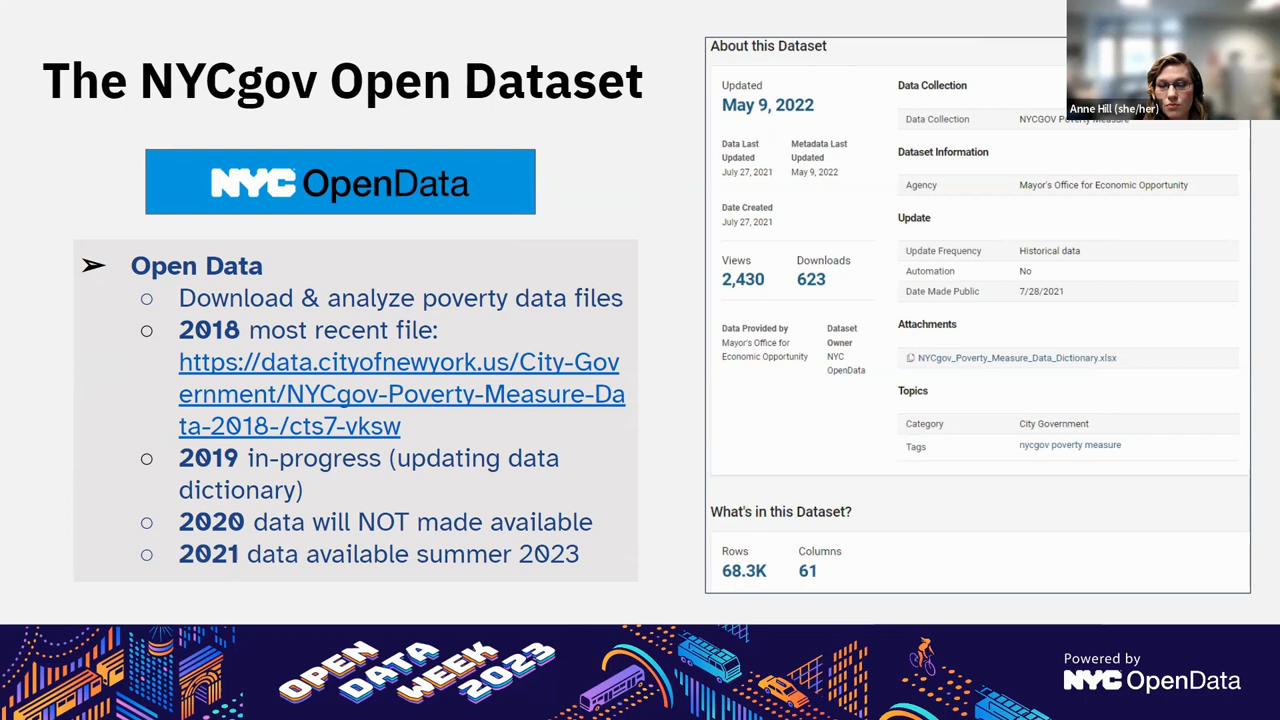 The NYCgov Open Dataset
NYC OpenData
➢ Open Data
○ Download & analyze poverty data files
○ 2018 most recent file:
https://data.cityofnewyork.us/City-Gov
ernment/NYCgov-Poverty-Measure-Da
ta-2018-/cts7-vksw
○ 2019 in-progress (updating data
dictionary)
○ 2020 data will NOT made available
○ 2021 data available summer 2023
About this Dataset
Updated
May 9, 2022
Data Last
Updated
July 27, 2021
Metadata Last
Updated
May 9, 2022
Date Created
July 27, 2021
Views
2,430
Downloads
623
Data Provided by
Mayor's Office for
Economic Opportunity
Dataset
Owner
NYC
OpenData
Data Collection
Data Collection NYCGOV Poverty Measure
Dataset Information
Agency Mayor's Office for Economic Opportunity
Update
Update Frequency Historical data
Automation No
Date Made Public 7/28/2021
Attachments
NYCgov_Poverty_Measure_Data_Dictionary.xlsx
Topics
Category City Government
Tags nycgov poverty measure
What's in this Dataset?
Rows
68.3K
Columns
61
Anne Hill (she/her)
OPEN DATA WEEK 2023
Powered by
NYC OpenData